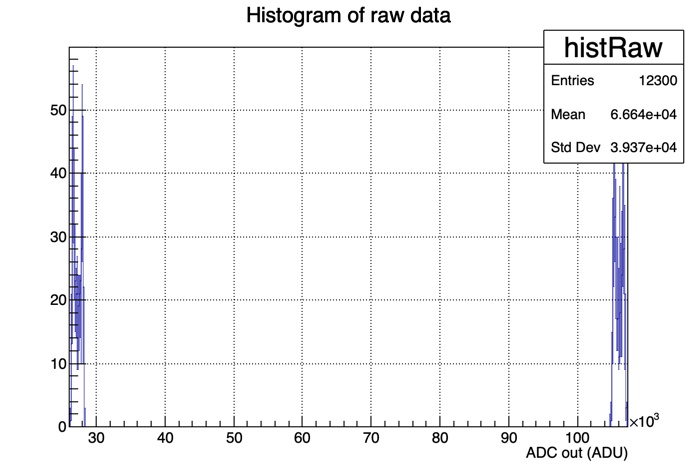 Histogram of raw data
histRaw
Entries 12300
Mean 6.664e+04
Std Dev 3.937e+04
50
40
30
20
10
0
30 40 50 60 70 80 90 100
×10³
ADC out (ADU)